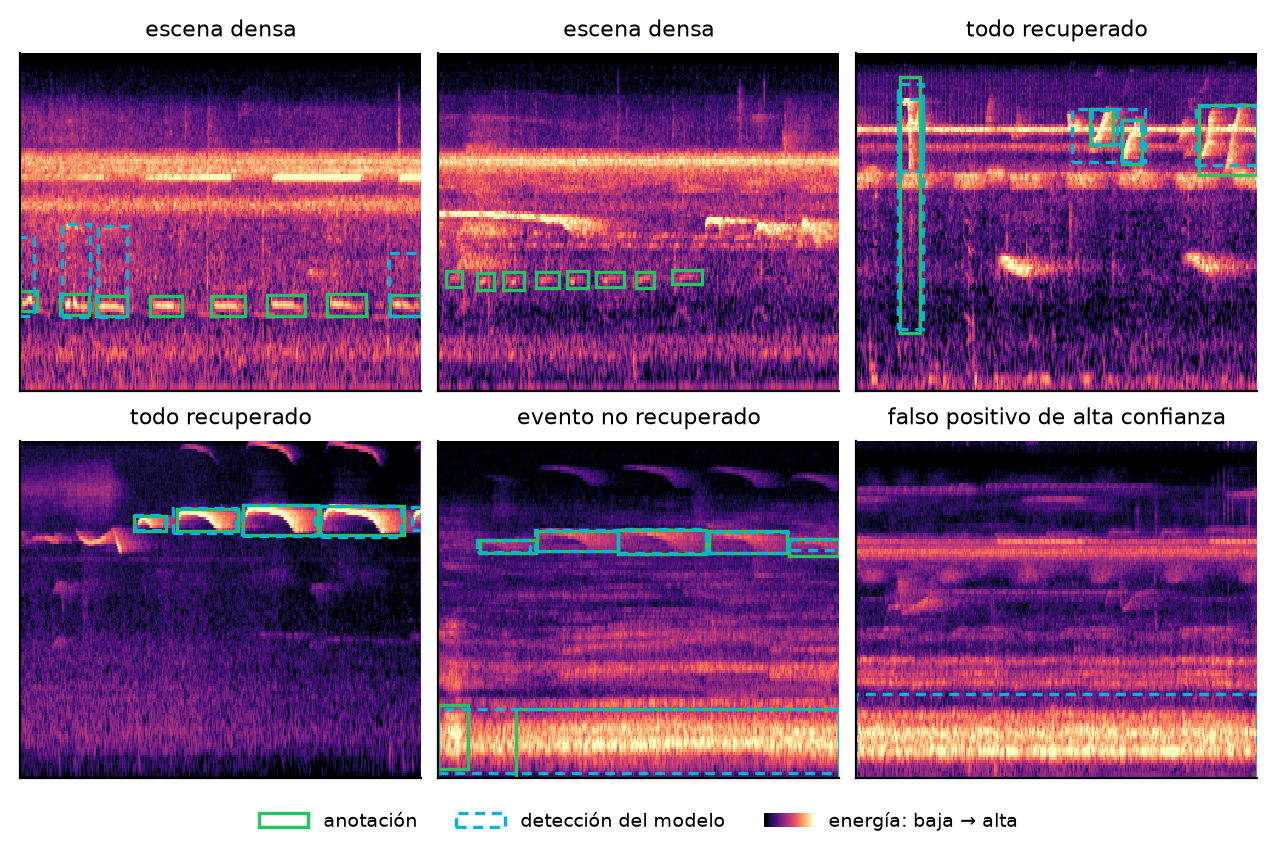 escena densa
escena densa
todo recuperado
todo recuperado
evento no recuperado
falso positivo de alta confianza
anotación
detección del modelo
energía: baja → alta